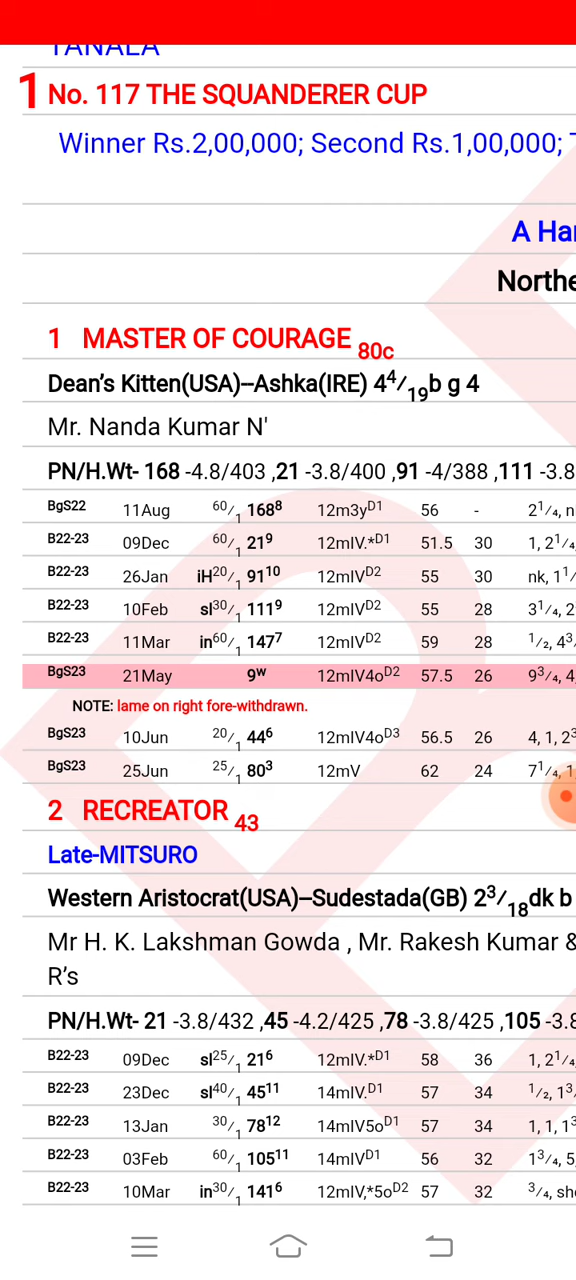 TANALA
1 No. 117 THE SQUANDERER CUP
Winner Rs.2,00,000; Second Rs.1,00,000;
A Har
Northe
1 MASTER OF COURAGE 80c
Dean's Kitten(USA)--Ashka(IRE) 4⁴/₁₉b g 4
Mr. Nanda Kumar N'
PN/H.Wt- 168 -4.8/403 ,21 -3.8/400 ,91 -4/388 ,111 -3.8
BgS22 11Aug ⁶⁰/₁ 168⁸ 12m3yᴰ¹ 56 - 2¹/₄, n
B22-23 09Dec ⁶⁰/₁ 21⁹ 12mIV.*ᴰ¹ 51.5 30 1, 2¹/₄
B22-23 26Jan iH²⁰/₁ 91¹⁰ 12mIVᴰ² 55 30 nk, 1¹/
B22-23 10Feb sl³⁰/₁ 111⁹ 12mIVᴰ² 55 28 3¹/₄, 2
B22-23 11Mar in⁶⁰/₁ 147⁷ 12mIVᴰ² 59 28 ¹/₂, 4³
BgS23 21May 9ʷ 12mIV4oᴰ² 57.5 26 9³/₄, 4
NOTE: lame on right fore-withdrawn.
BgS23 10Jun ²⁰/₁ 44⁶ 12mIV4oᴰ³ 56.5 26 4, 1, 2³
BgS23 25Jun ²⁵/₁ 80³ 12mV 62 24 7¹/₄, 1
2 RECREATOR 43
Late-MITSURO
Western Aristocrat(USA)--Sudestada(GB) 2³/₁₈dk b
Mr H. K. Lakshman Gowda , Mr. Rakesh Kumar &
R's
PN/H.Wt- 21 -3.8/432 ,45 -4.2/425 ,78 -3.8/425 ,105 -3.8
B22-23 09Dec sl²⁵/₁ 21⁶ 12mIV.*ᴰ¹ 58 36 1, 2¹/₄
B22-23 23Dec sl⁴⁰/₁ 45¹¹ 14mIV.ᴰ¹ 57 34 ¹/₂, 1³
B22-23 13Jan ³⁰/₁ 78¹² 14mIV5oᴰ¹ 57 34 1, 1, 1³
B22-23 03Feb ⁶⁰/₁ 105¹¹ 14mIVᴰ¹ 56 32 1³/₄, 5
B22-23 10Mar in³⁰/₁ 141⁶ 12mIV,*5oᴰ² 57 32 ³/₄, sh